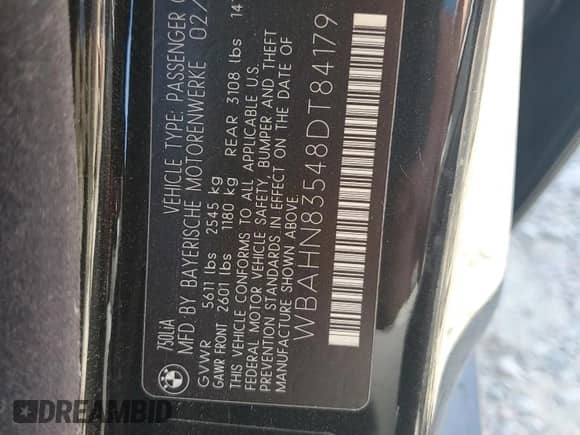 750LiA
VEHICLE TYPE: PASSENGER
MFD BY BAYERISCHE MOTORENWERKE 02/
GVWR 5611 lbs 2545 kg
GAWR FRONT 2601 lbs 1180 kg REAR 3108 lbs 14
THIS VEHICLE CONFORMS TO ALL APPLICABLE U.S.
FEDERAL MOTOR VEHICLE SAFETY, BUMPER AND THEFT
PREVENTION STANDARDS IN EFFECT ON THE DATE OF
MANUFACTURE SHOWN ABOVE.
WBAHN83548DT84179
BMW
DREAMBID